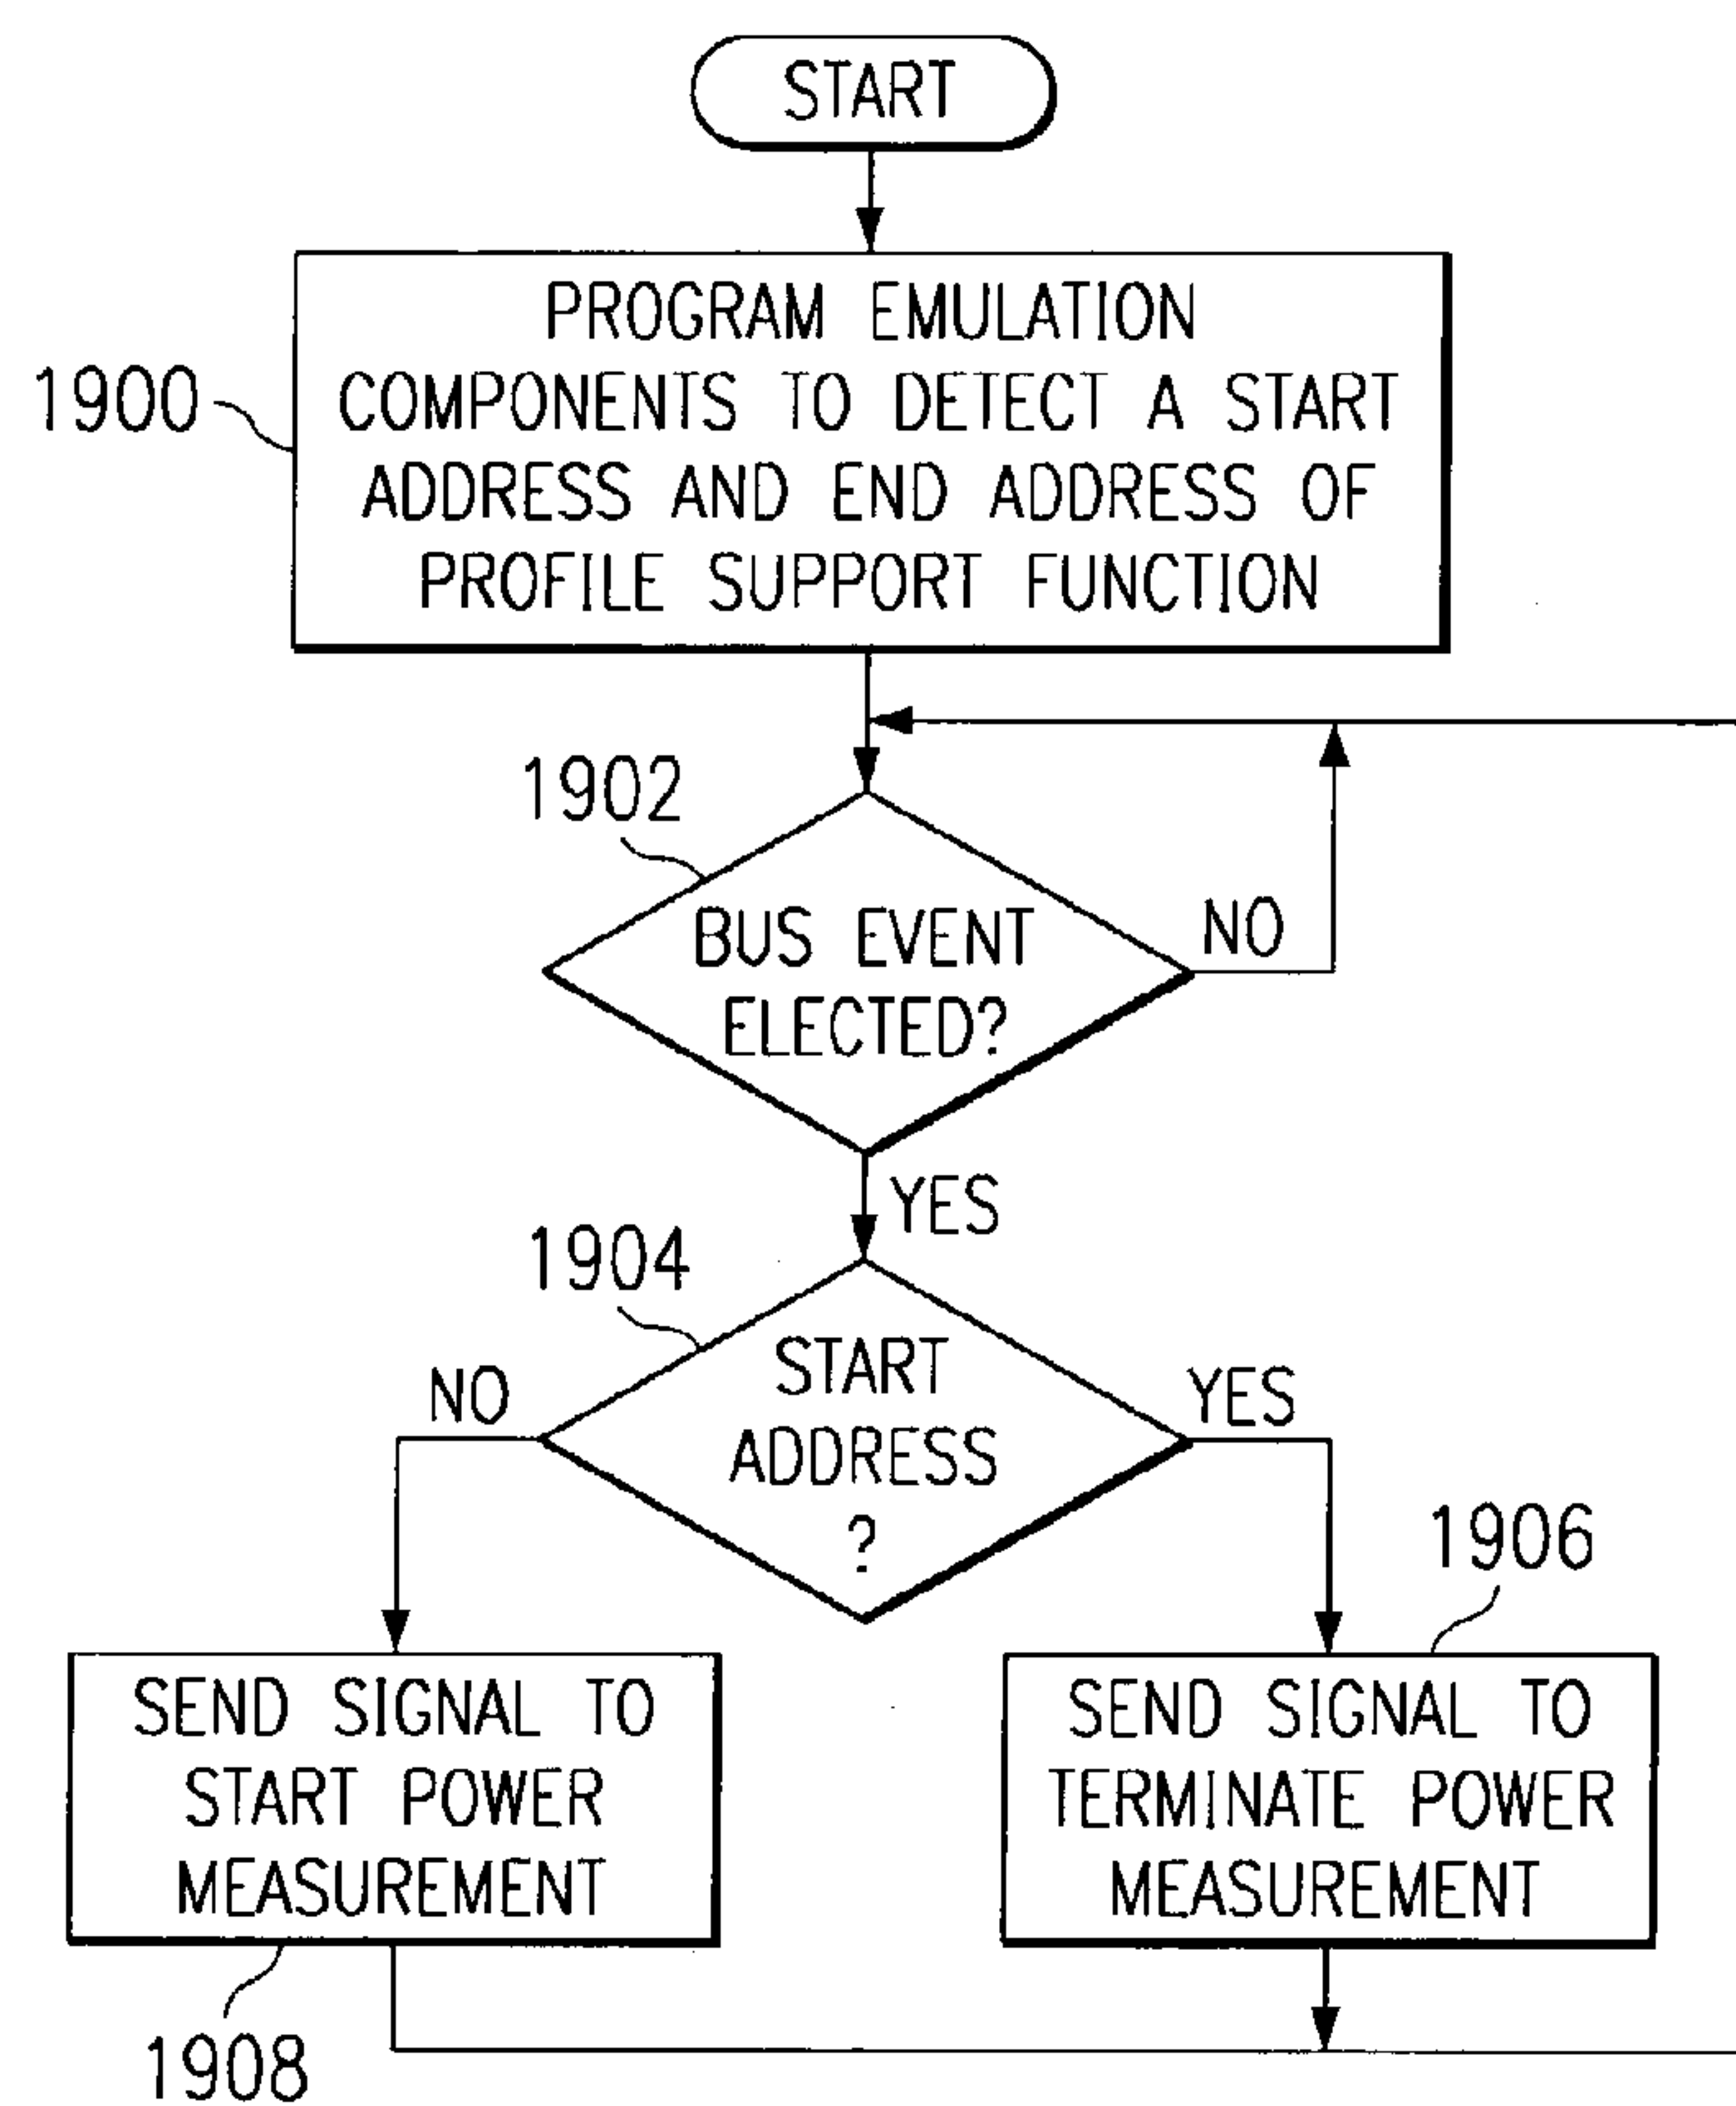 START
PROGRAM EMULATION
COMPONENTS TO DETECT A START
ADDRESS AND END ADDRESS OF
PROFILE SUPPORT FUNCTION
1900
1902
BUS EVENT
ELECTED?
NO
YES
1904
START
ADDRESS
?
NO
YES
1906
SEND SIGNAL TO
START POWER
MEASUREMENT
SEND SIGNAL TO
TERMINATE POWER
MEASUREMENT
1908